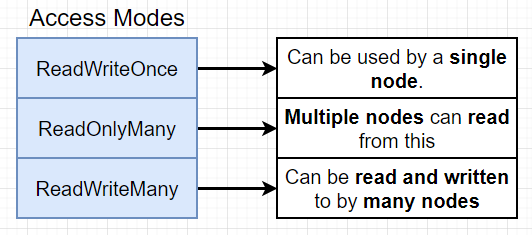 Access Modes
ReadWriteOnce
Can be used by a single
node.
ReadOnlyMany
Multiple nodes can read
from this
ReadWriteMany
Can be read and written
to by many nodes